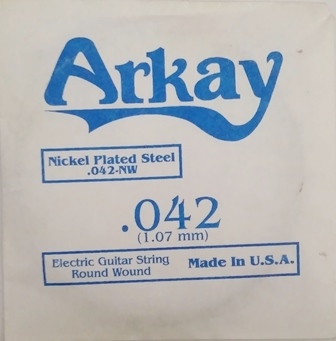 Arkay
Nickel Plated Steel
.042-NW
.042
(1.07 mm)
Electric Guitar String
Round Wound
Made In U.S.A.